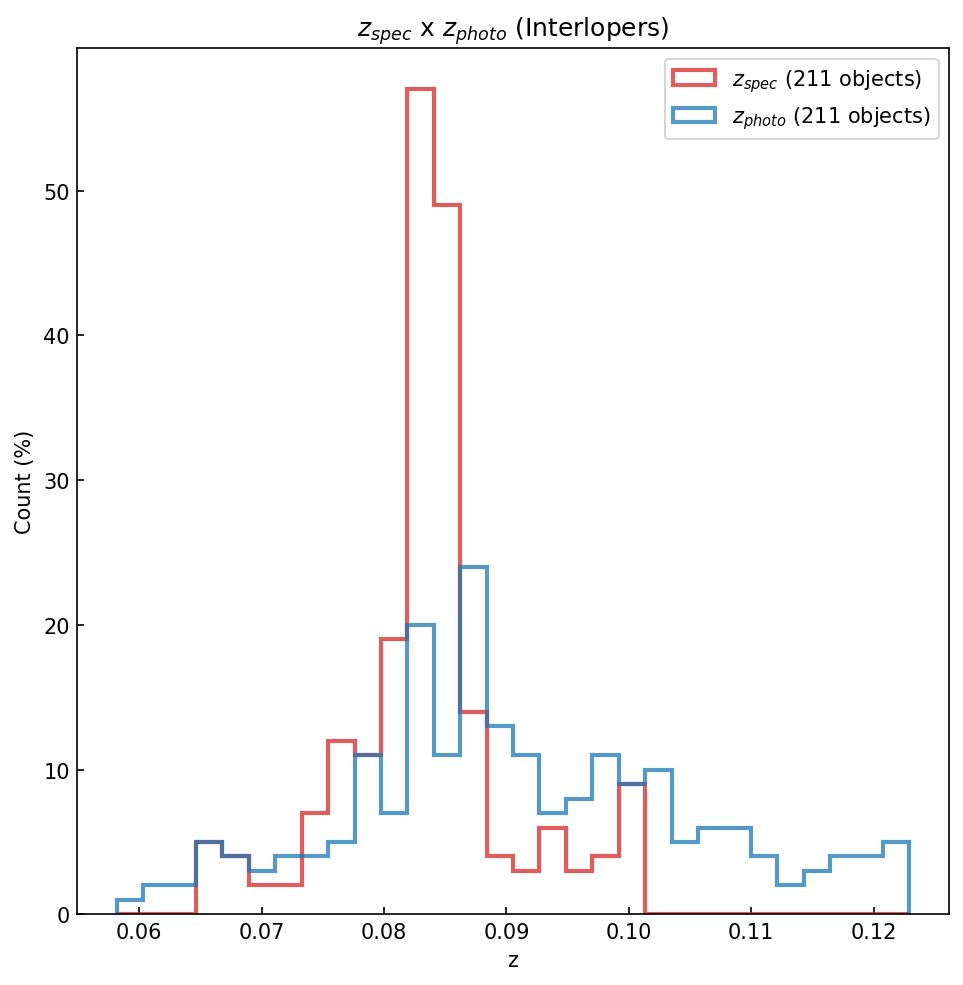 z_spec x z_photo (Interlopers)
z_spec (211 objects)
z_photo (211 objects)
Count (%)
50
40
30
20
10
0
0.06 0.07 0.08 0.09 0.10 0.11 0.12
z